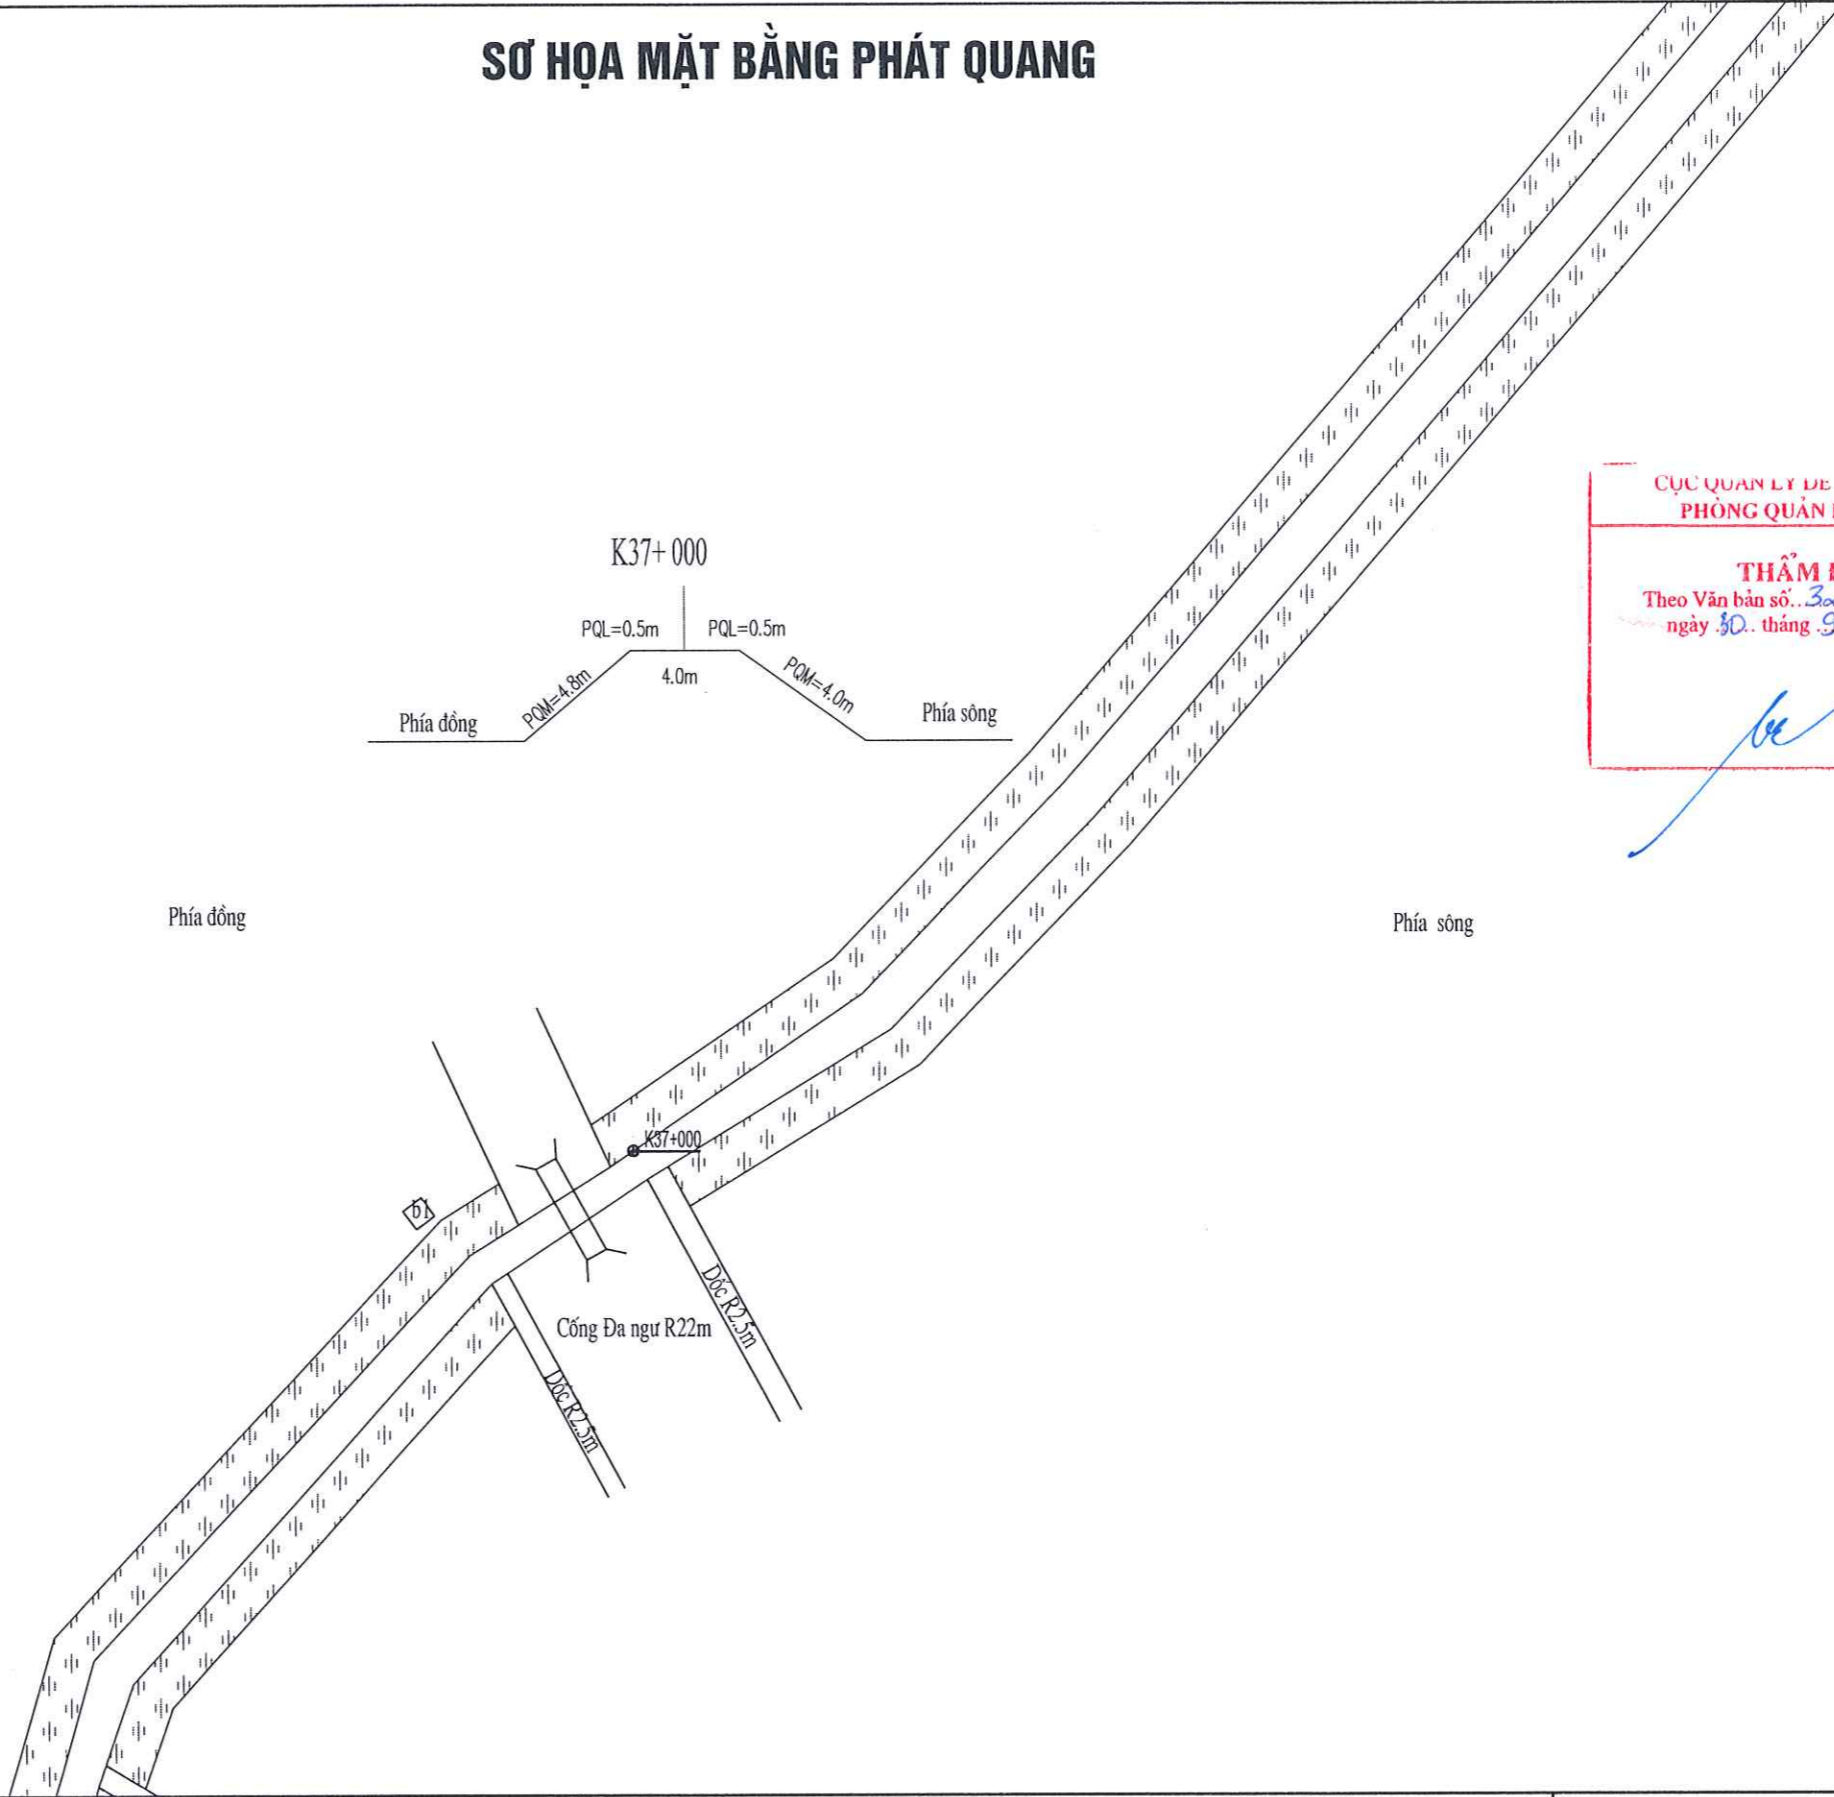 SƠ HỌA MẶT BẰNG PHÁT QUANG
CỤC QUẢN LÝ ĐÊ
PHÒNG QUẢN
THẨM
Theo Văn bản số
ngày 30 tháng 9
K37+000
PQL=0.5m PQL=0.5m
4.0m
PQM=4.8m
PQM=4.0m
Phía đồng
Phía sông
Phía đồng
Phía sông
K37+000
b1
Cống Đa ngư R22m
Dốc R2.5m
Dốc R2.5m